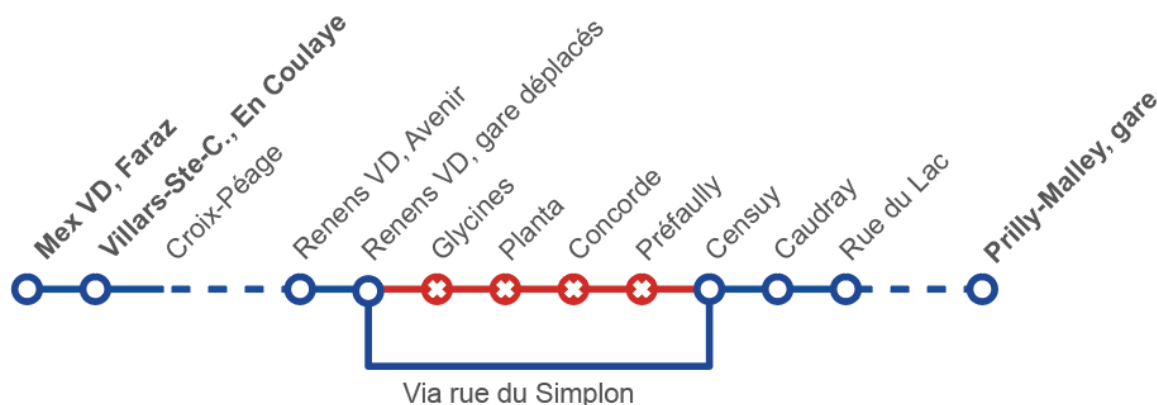 Mex VD, Faraz
Villars-Ste-C., En Coulaye
Croix-Péage
Renens VD, Avenir
Renens VD, gare déplacés
Glycines
Planta
Concorde
Préfaully
Censuy
Caudray
Rue du Lac
Prilly-Malley, gare
Via rue du Simplon